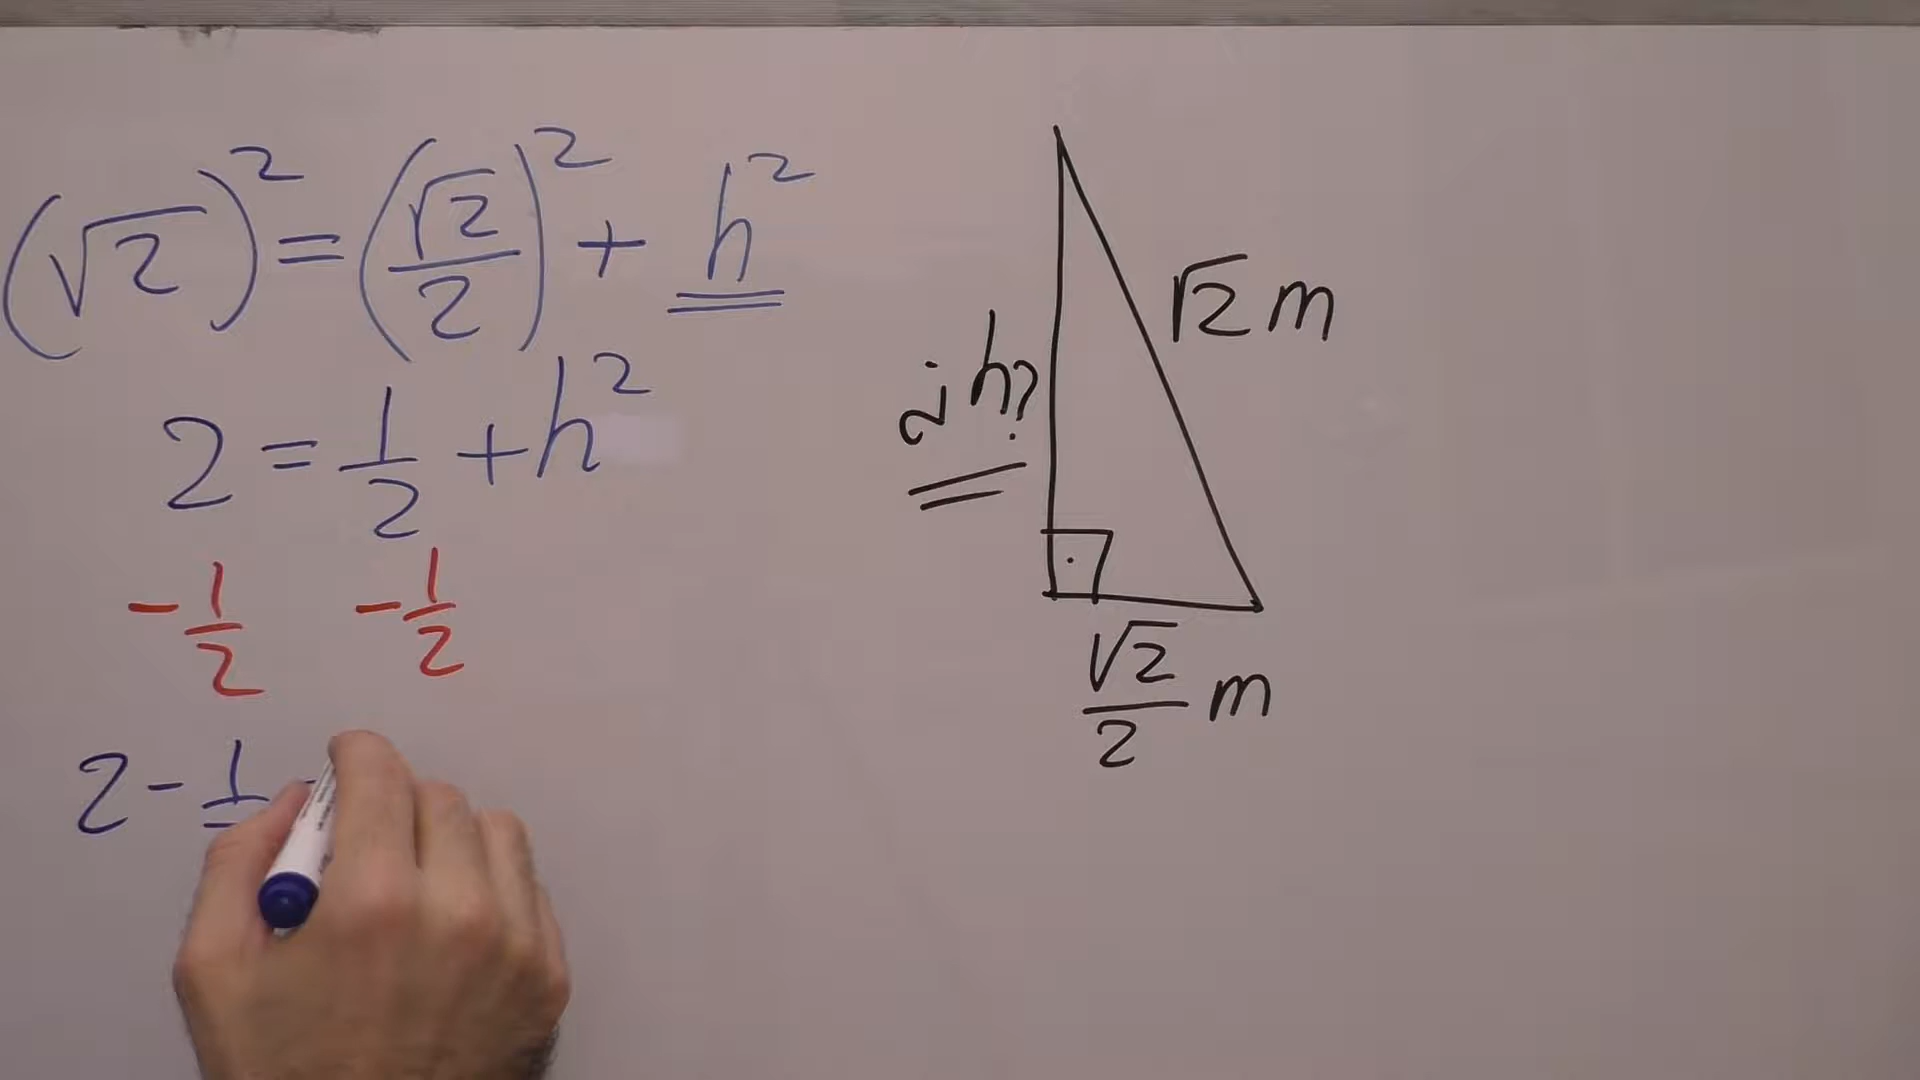 (√2)² = (√2/2)² + h²
2 = 1/2 + h²
-1/2 -1/2
2 - 1
¿h?
√2 m
√2/2 m